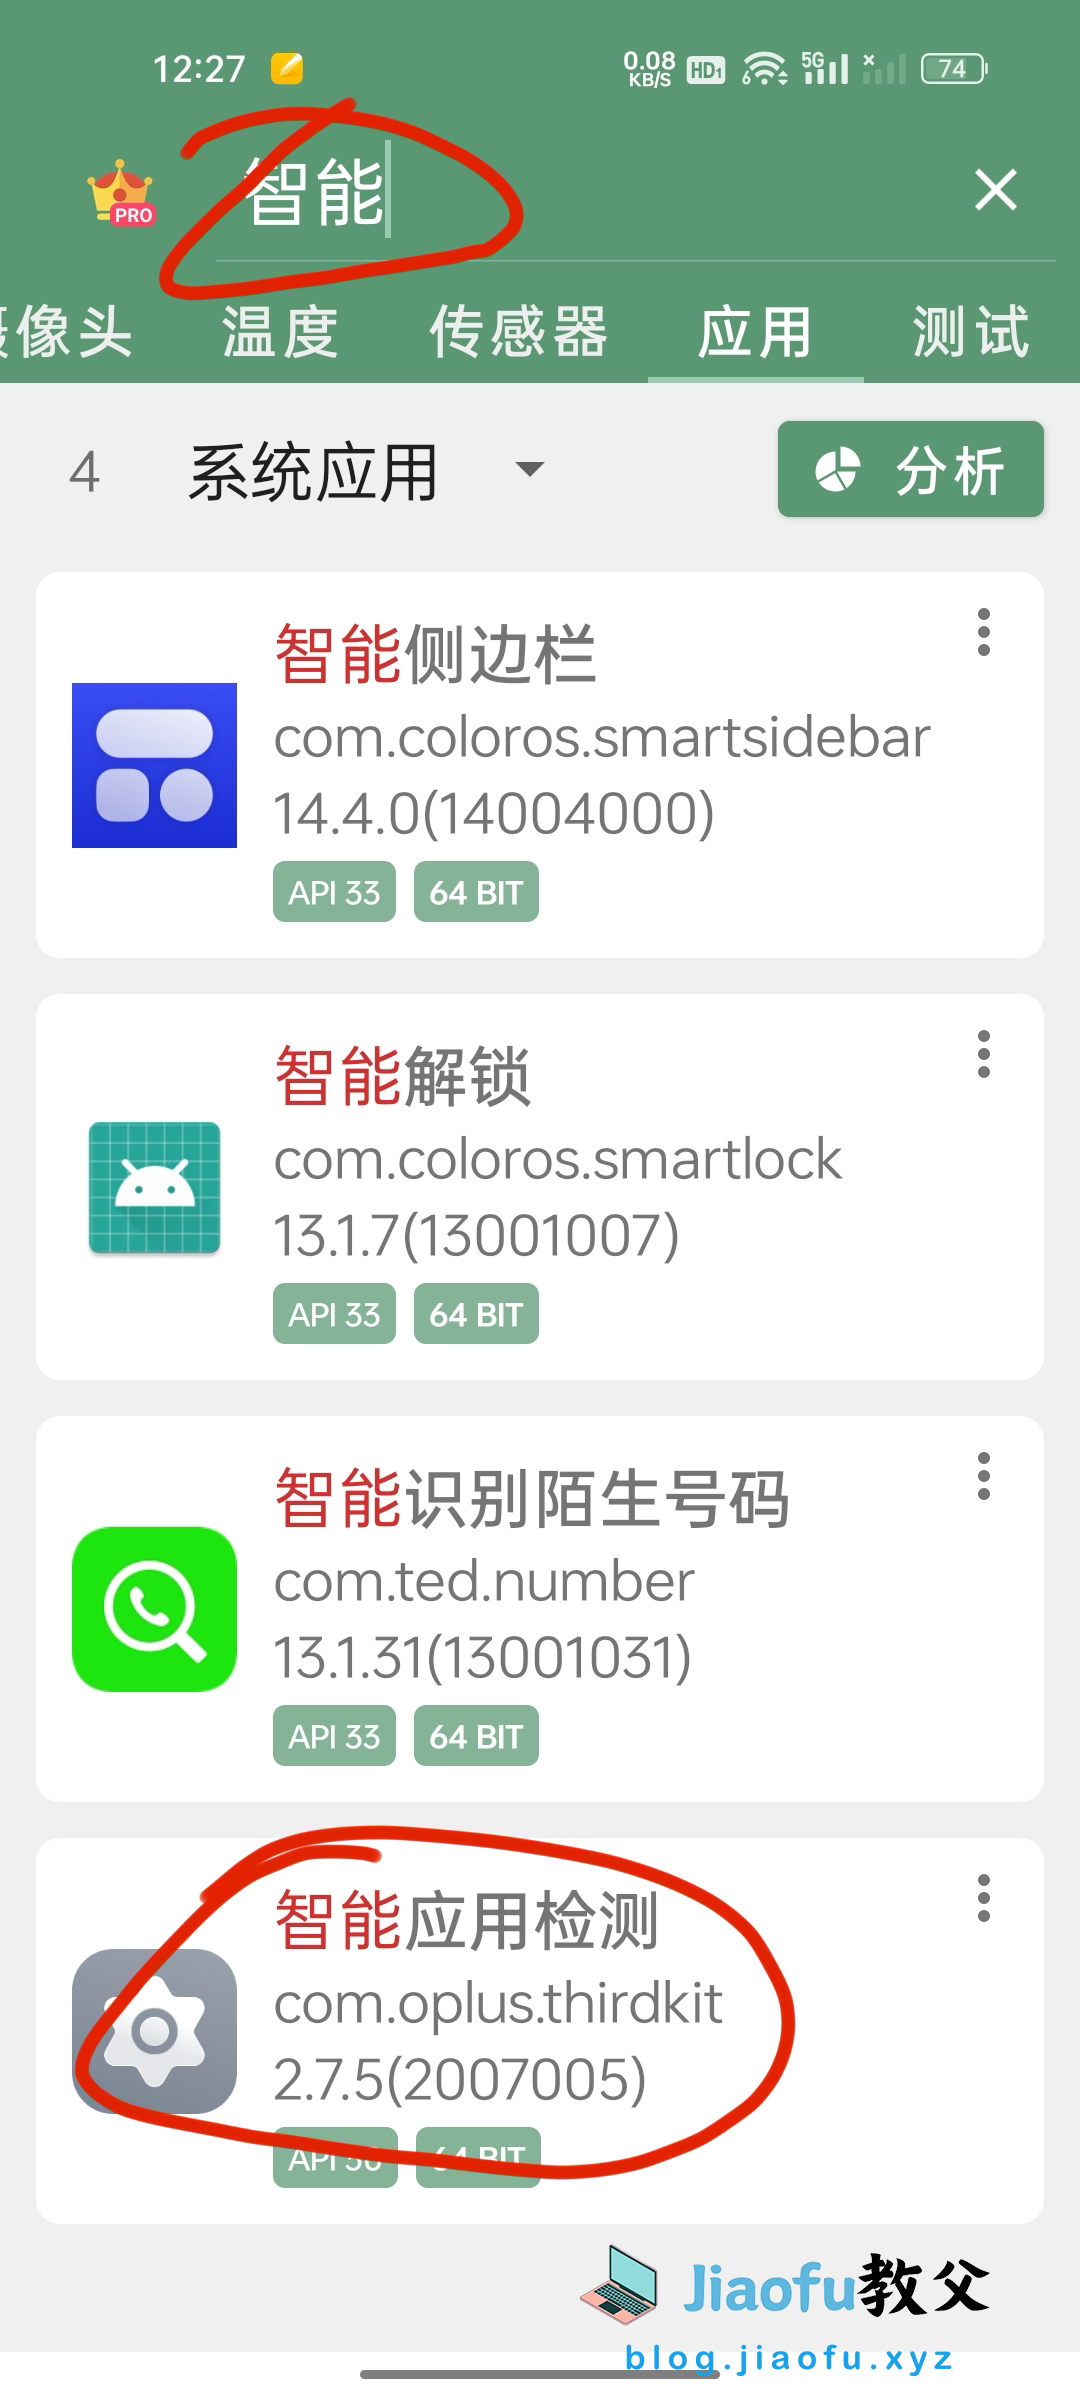 12:27
0.08
KB/S
HD1
6
5G
74
PRO
智能
像头
温度
传感器
应用
测试
4
系统应用
分析
智能侧边栏
com.coloros.smartsidebar
14.4.0(14004000)
API 33
64 BIT
智能解锁
com.coloros.smartlock
13.1.7(13001007)
API 33
64 BIT
智能识别陌生号码
com.ted.number
13.1.31(13001031)
API 33
64 BIT
智能应用检测
com.oplus.thirdkit
2.7.5(2007005)
API 30
64 BIT
Jiaofu教父
blog.jiaofu.xyz